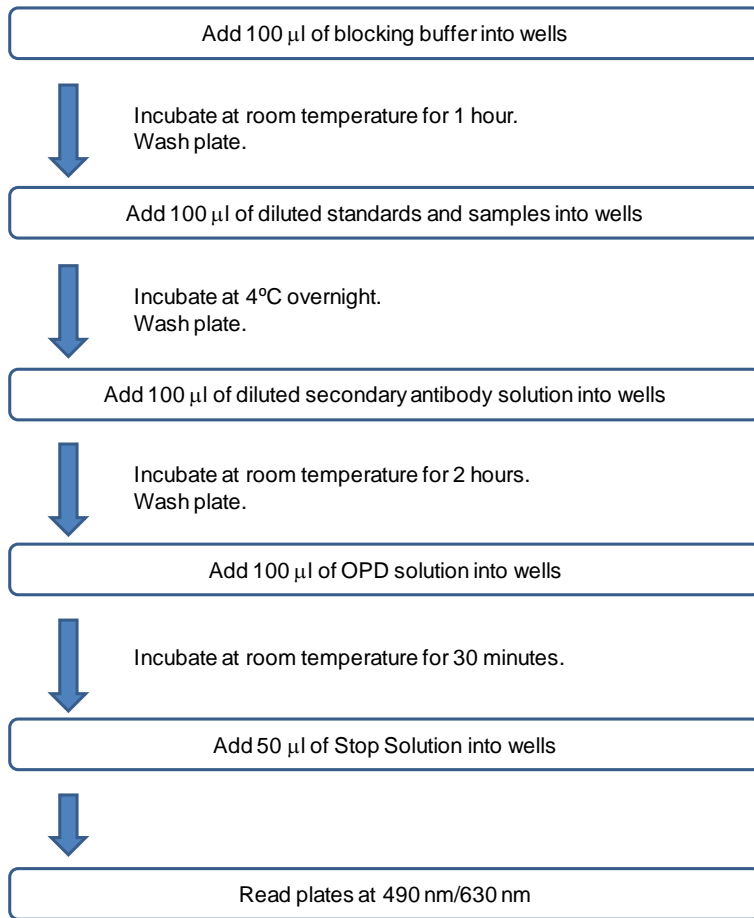 Add 100 μl of blocking buffer into wells
Incubate at room temperature for 1 hour.
Wash plate.
Add 100 μl of diluted standards and samples into wells
Incubate at 4ºC overnight.
Wash plate.
Add 100 μl of diluted secondary antibody solution into wells
Incubate at room temperature for 2 hours.
Wash plate.
Add 100 μl of OPD solution into wells
Incubate at room temperature for 30 minutes.
Add 50 μl of Stop Solution into wells
Read plates at 490 nm/630 nm